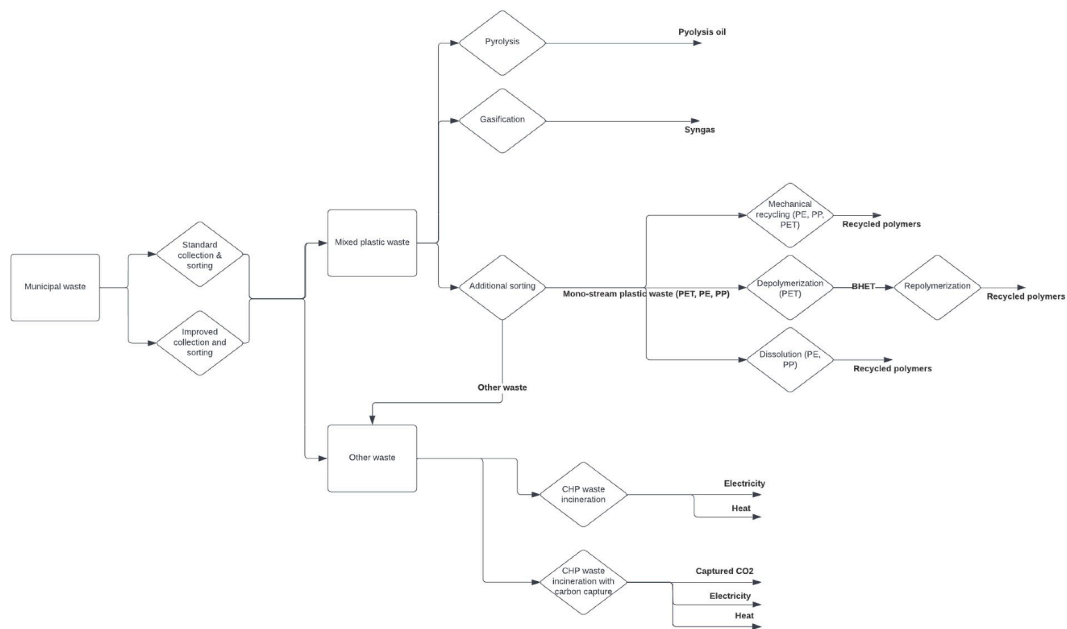 Pyrolysis
Pyolysis oil
Gasification
Syngas
Municipal waste
Standard
collection &
sorting
Improved
collection and
sorting
Mixed plastic waste
Additional sorting
Mono-stream plastic waste (PET, PE, PP)
Mechanical
recycling (PE, PP,
PET)
Recycled polymers
Depolymerization
(PET)
BHET
Repolymerization
Recycled polymers
Dissolution (PE,
PP)
Recycled polymers
Other waste
Other waste
CHP waste
incineration
Electricity
Heat
CHP waste
incineration with
carbon capture
Captured CO2
Electricity
Heat